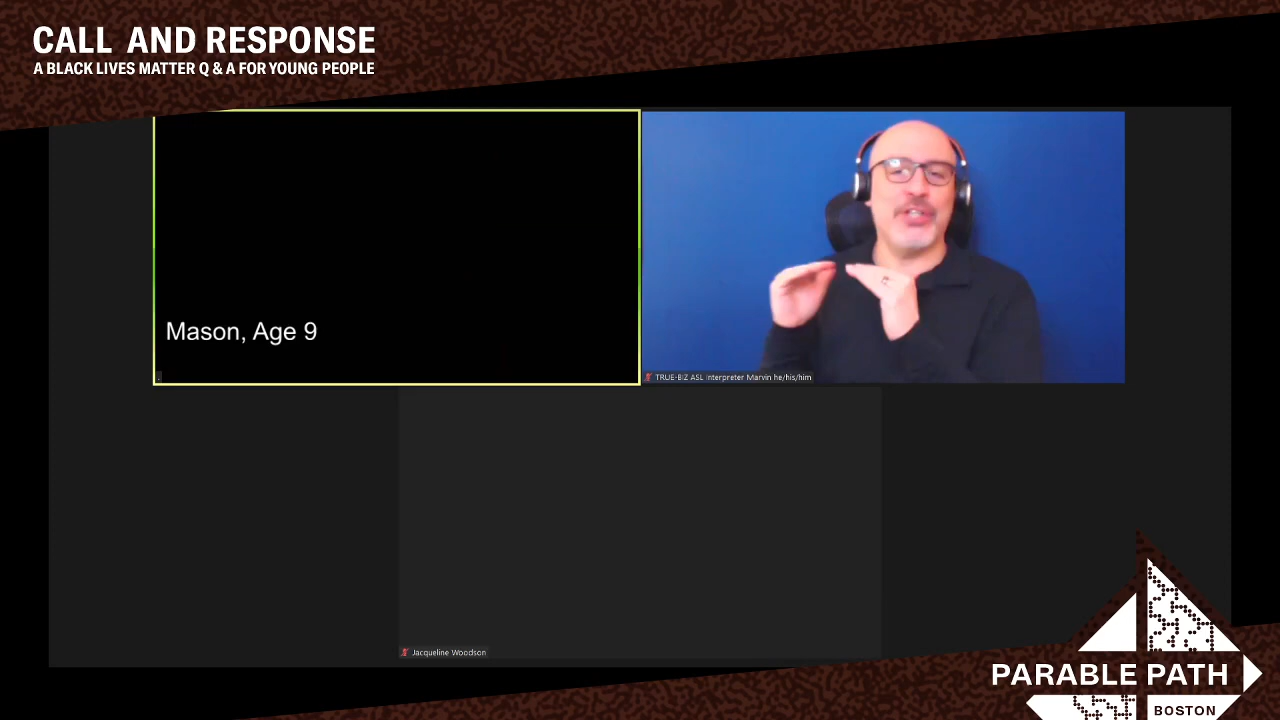 CALL AND RESPONSE
A BLACK LIVES MATTER Q & A FOR YOUNG PEOPLE
Mason, Age 9
TRUE-BIZ ASL Interpreter Marvin he/his/him
Jacqueline Woodson
PARABLE PATH
BOSTON